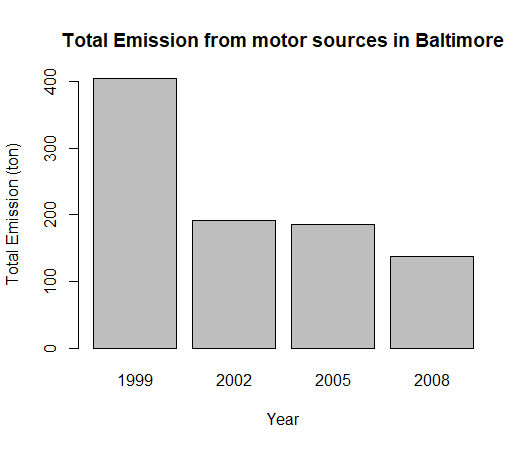 Total Emission from motor sources in Baltimore
Total Emission (ton)
400
300
200
100
0
1999 2002 2005 2008
Year